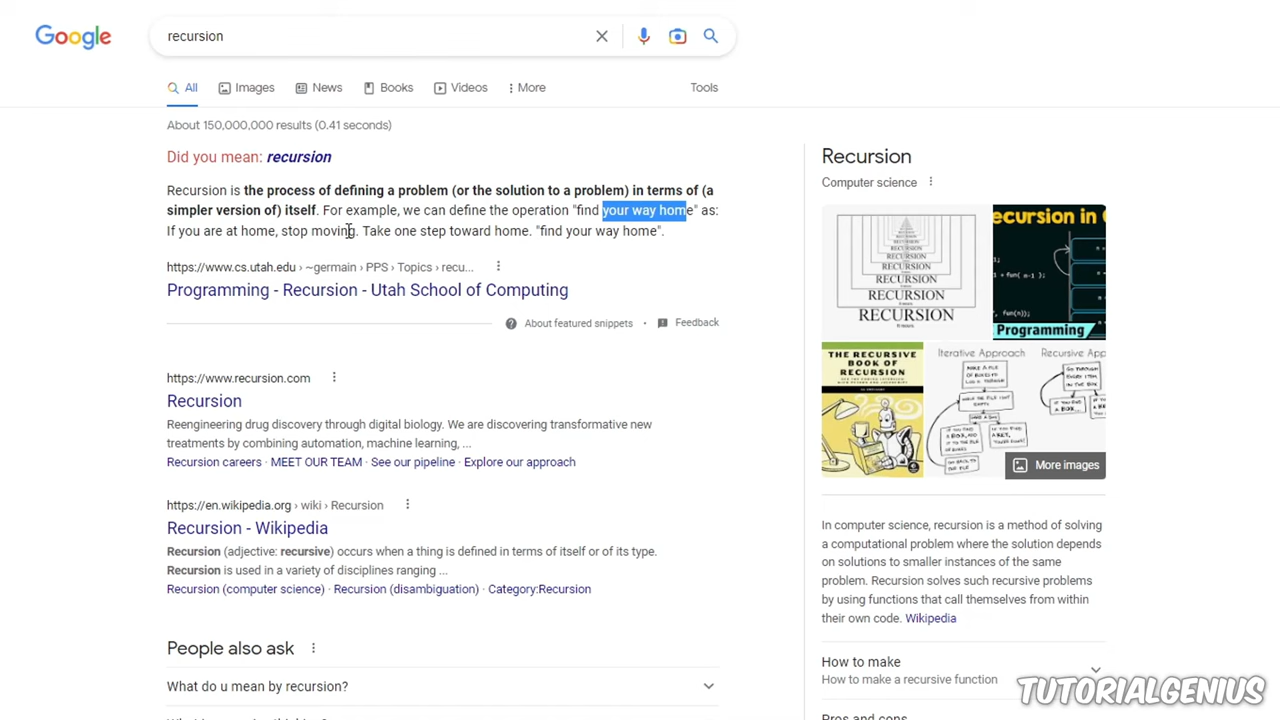 Google
recursion
All Images News Books Videos More Tools
About 150,000,000 results (0.41 seconds)
Did you mean: recursion
Recursion is the process of defining a problem (or the solution to a problem) in terms of (a
simpler version of) itself. For example, we can define the operation "find your way home" as:
If you are at home, stop moving. Take one step toward home. "find your way home".
https://www.cs.utah.edu › ~germain › PPS › Topics › recu...
Programming - Recursion - Utah School of Computing
About featured snippets • Feedback
https://www.recursion.com
Recursion
Reengineering drug discovery through digital biology. We are discovering transformative new
treatments by combining automation, machine learning, ...
Recursion careers · MEET OUR TEAM · See our pipeline · Explore our approach
https://en.wikipedia.org › wiki › Recursion
Recursion - Wikipedia
Recursion (adjective: recursive) occurs when a thing is defined in terms of itself or of its type.
Recursion is used in a variety of disciplines ranging ...
Recursion (computer science) · Recursion (disambiguation) · Category:Recursion
People also ask
What do u mean by recursion?
Recursion
Computer science
RECURSION
RECURSION
RECURSION
RECURSION
ecursion in C
Programming
THE RECURSIVE
BOOK OF
RECURSION
Iterative Approach
Recursive App
More images
In computer science, recursion is a method of solving
a computational problem where the solution depends
on solutions to smaller instances of the same
problem. Recursion solves such recursive problems
by using functions that call themselves from within
their own code. Wikipedia
How to make
How to make a recursive function
Pros and cons
TUTORIALGENIUS